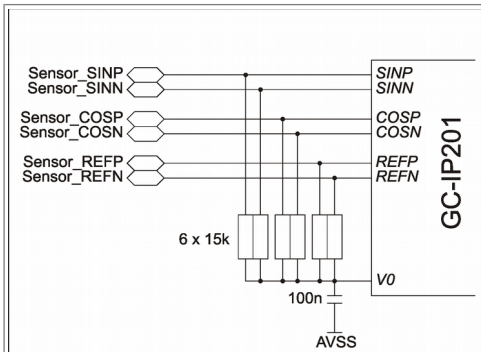 Sensor_SINP SINP
Sensor_SINN SINN
Sensor_COSP COSP
Sensor_COSN COSN
Sensor_REFP REFP
Sensor_REFN REFN
GC-IP201
6 x 15k
V0
100n
AVSS